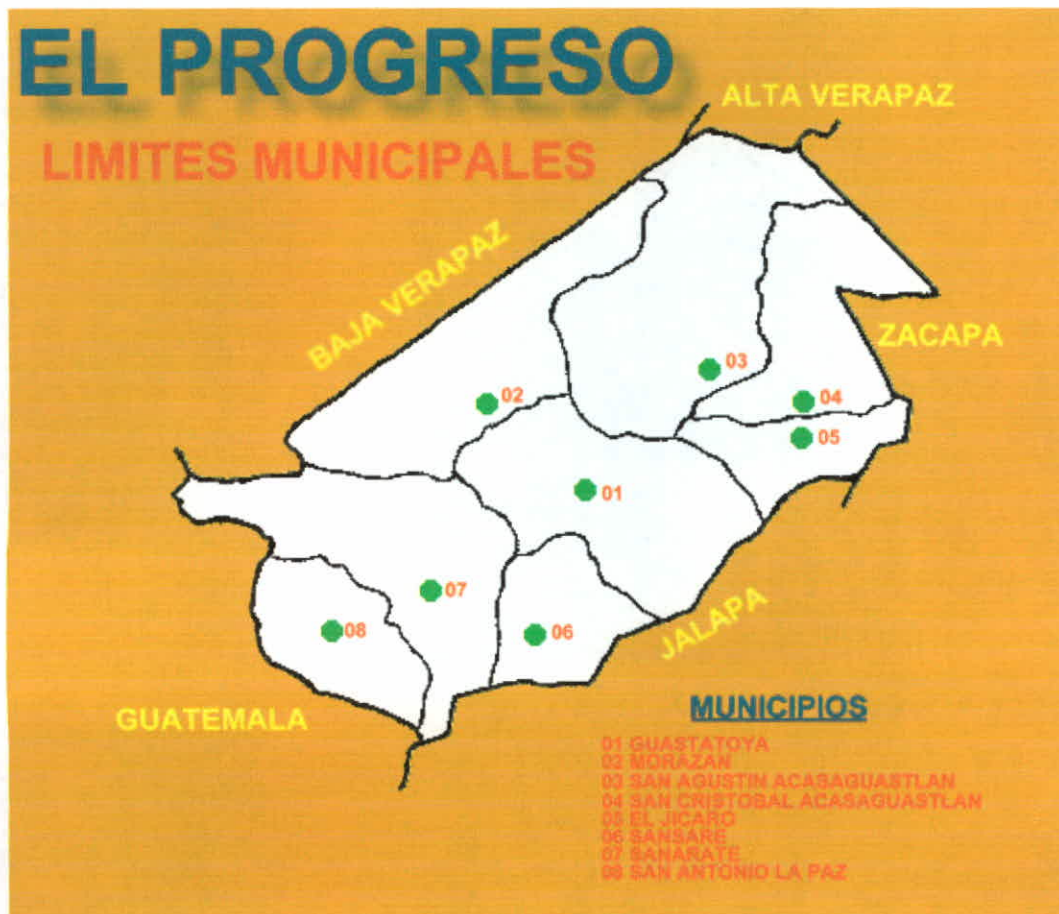 EL PROGRESO
LIMITES MUNICIPALES
ALTA VERAPAZ
BAJA VERAPAZ
ZACAPA
03
02
04
05
01
07
08
06
JALAPA
GUATEMALA
MUNICIPIOS
01 GUASTATOYA
02 MORAZAN
03 SAN AGUSTIN ACASAGUASTLAN
04 SAN CRISTOBAL ACASAGUASTLAN
05 EL JICARO
06 SANSARE
07 SANARATE
08 SAN ANTONIO LA PAZ